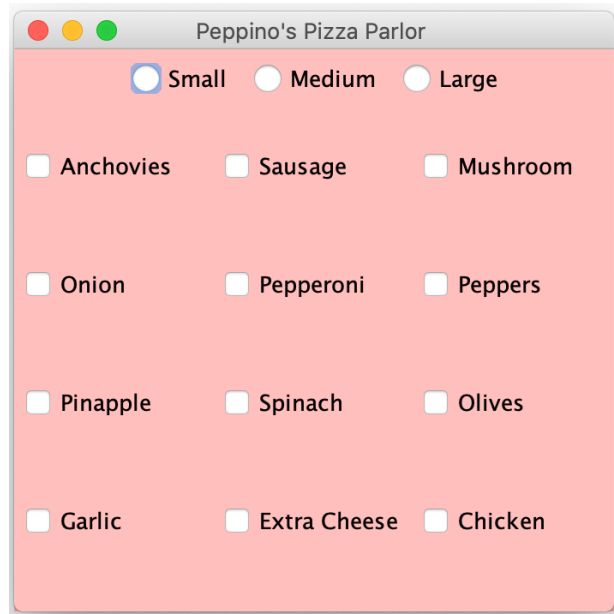 Peppino's Pizza Parlor
Small Medium Large
Anchovies Sausage Mushroom
Onion Pepperoni Peppers
Pinapple Spinach Olives
Garlic Extra Cheese Chicken